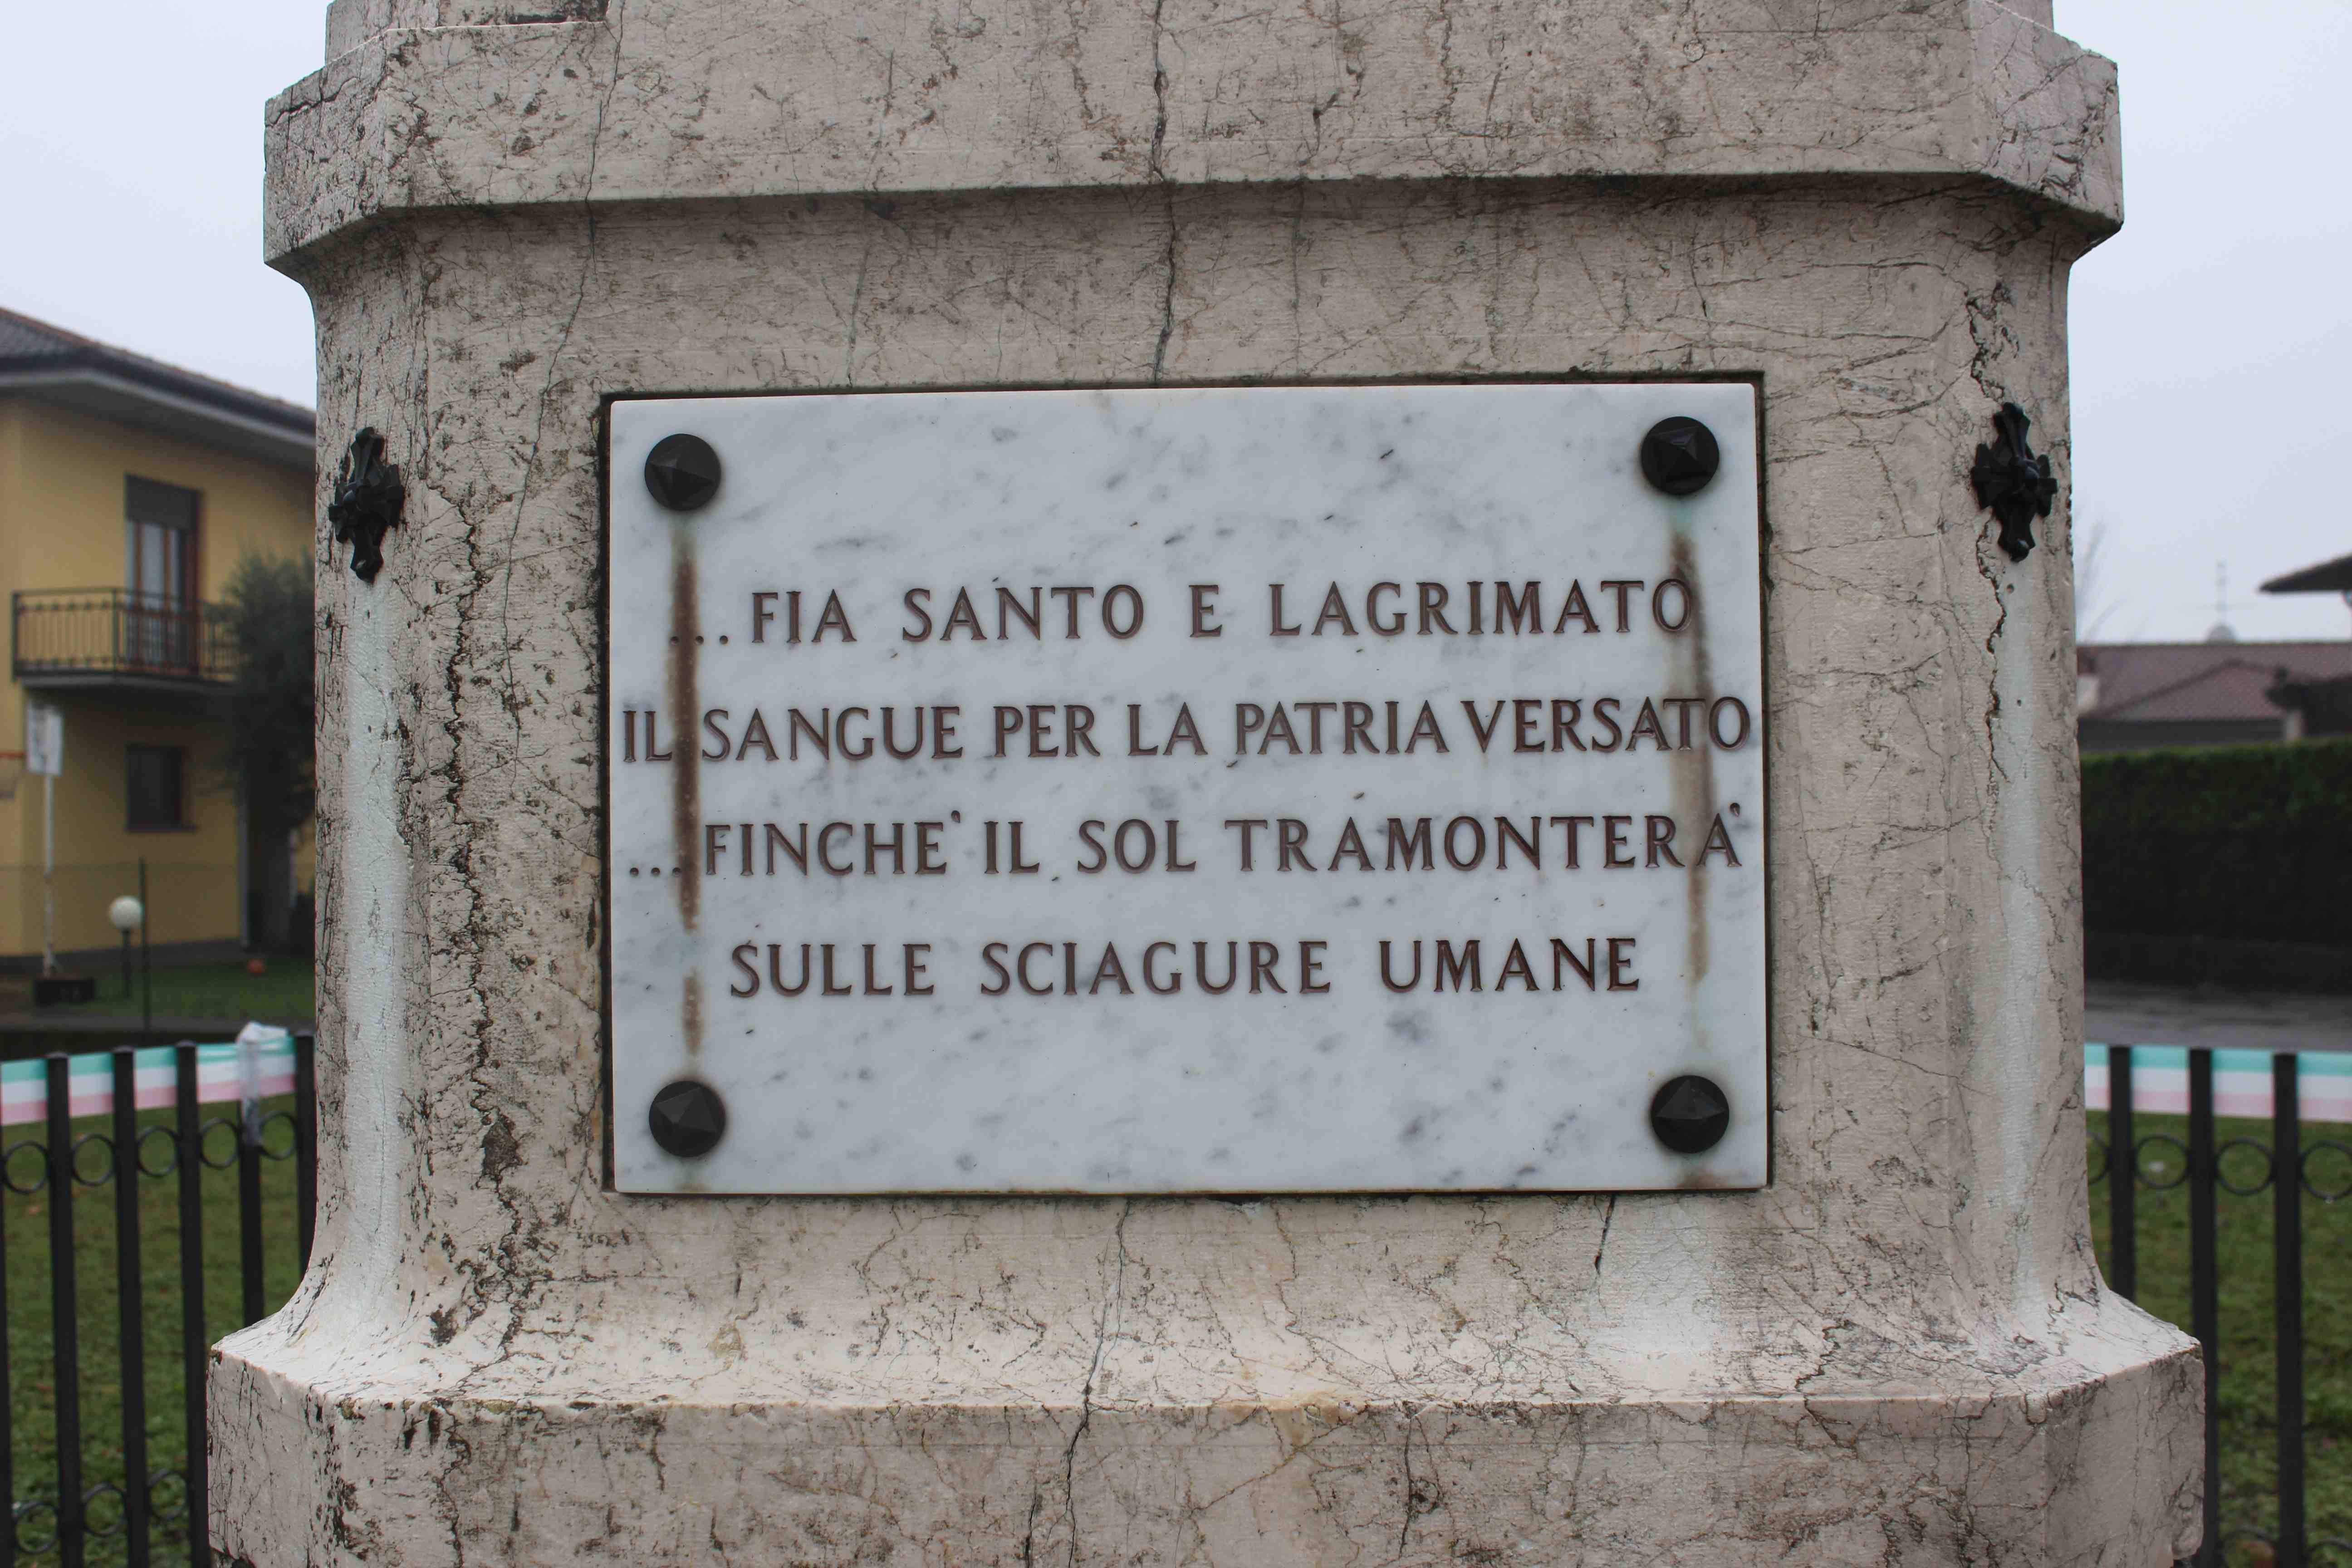 ... FIA SANTO E LAGRIMATO
IL SANGUE PER LA PATRIA VERSATO
... FINCHE' IL SOL TRAMONTERA'
SULLE SCIAGURE UMANE